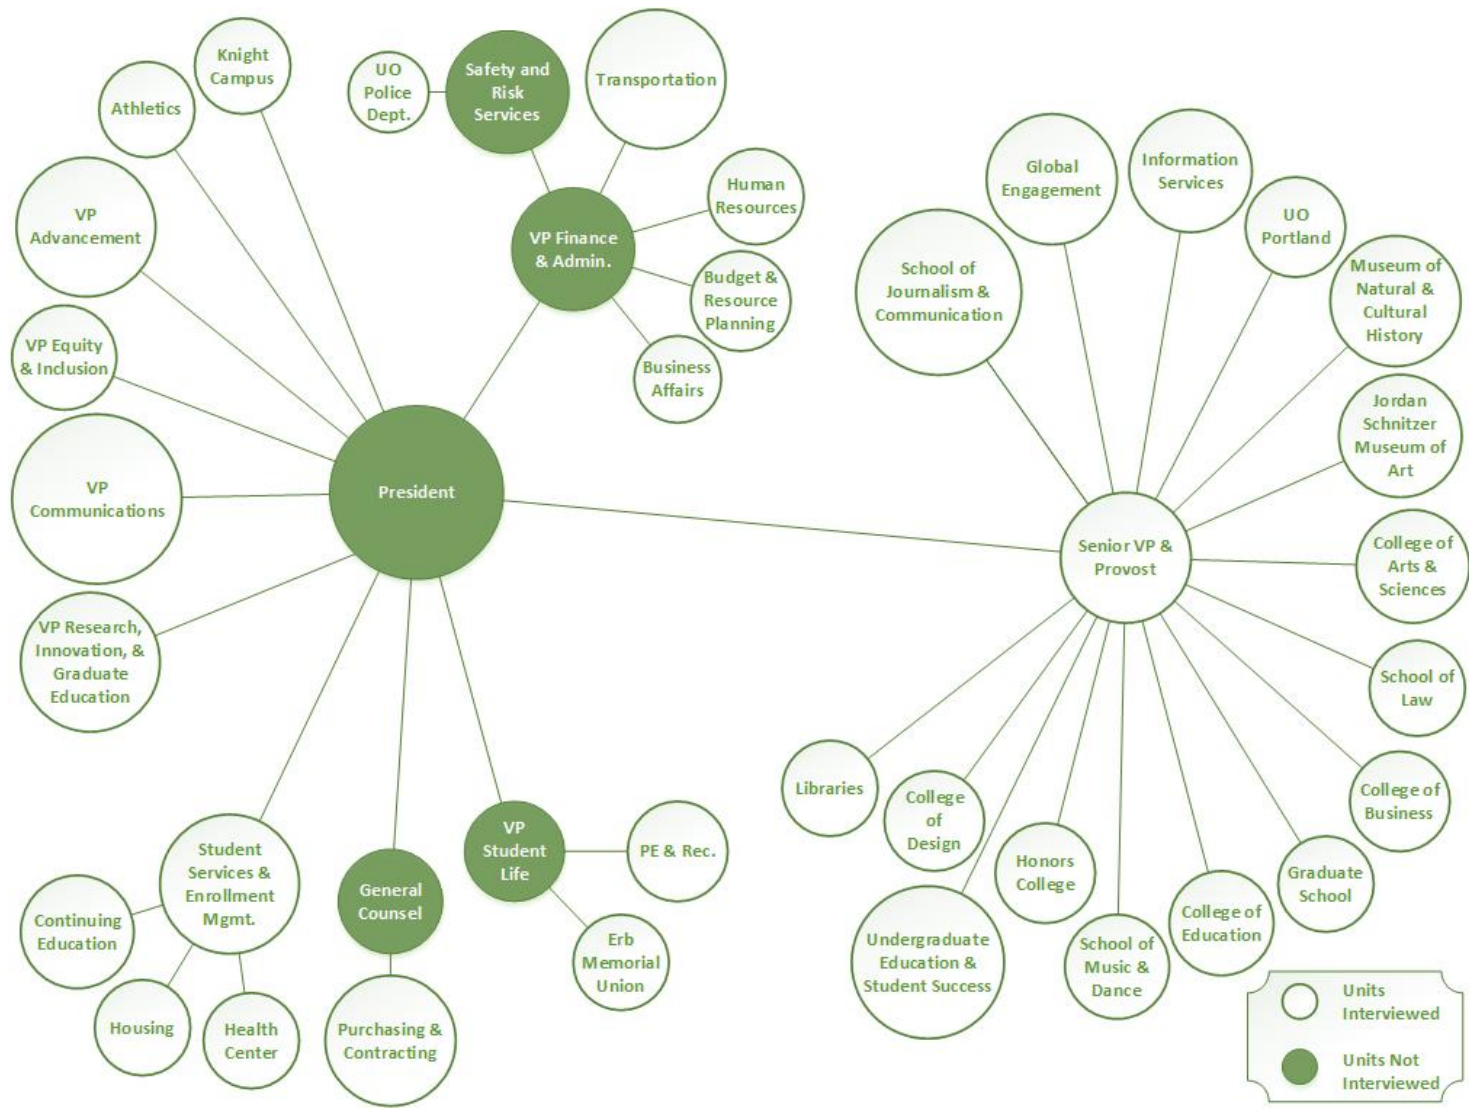 Knight
Campus
Athletics
VP
Advancement
VP Equity
& Inclusion
VP
Communications
VP Research,
Innovation, &
Graduate
Education
President
UO
Police
Dept.
Safety and
Risk
Services
Transportation
VP Finance
& Admin.
Human
Resources
Budget &
Resource
Planning
Business
Affairs
Student
Services &
Enrollment
Mgmt.
Continuing
Education
Housing
Health
Center
General
Counsel
Purchasing &
Contracting
VP
Student
Life
PE & Rec.
Erb
Memorial
Union
Senior VP &
Provost
School of
Journalism &
Communication
Global
Engagement
Information
Services
UO
Portland
Museum of
Natural &
Cultural
History
Jordan
Schnitzer
Museum of
Art
College of
Arts &
Sciences
School of
Law
College of
Business
Graduate
School
College of
Education
School of
Music &
Dance
Honors
College
Undergraduate
Education &
Student Success
College
of
Design
Libraries
Units
Interviewed
Units Not
Interviewed